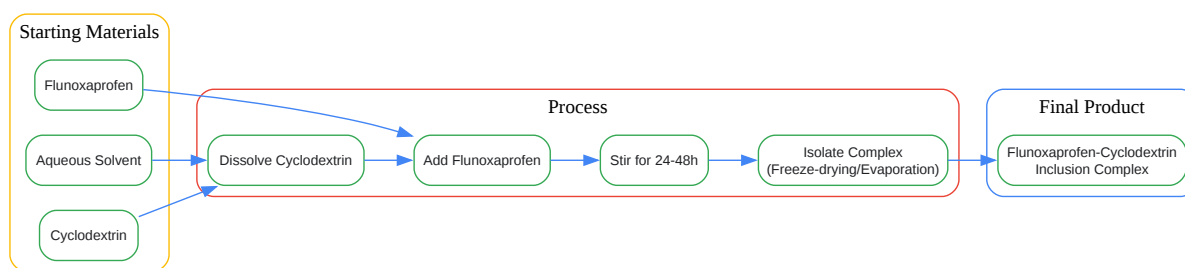 Starting Materials
Flunoxaprofen
Aqueous Solvent
Cyclodextrin
Process
Dissolve Cyclodextrin
Add Flunoxaprofen
Stir for 24-48h
Isolate Complex
(Freeze-drying/Evaporation)
Final Product
Flunoxaprofen-Cyclodextrin
Inclusion Complex